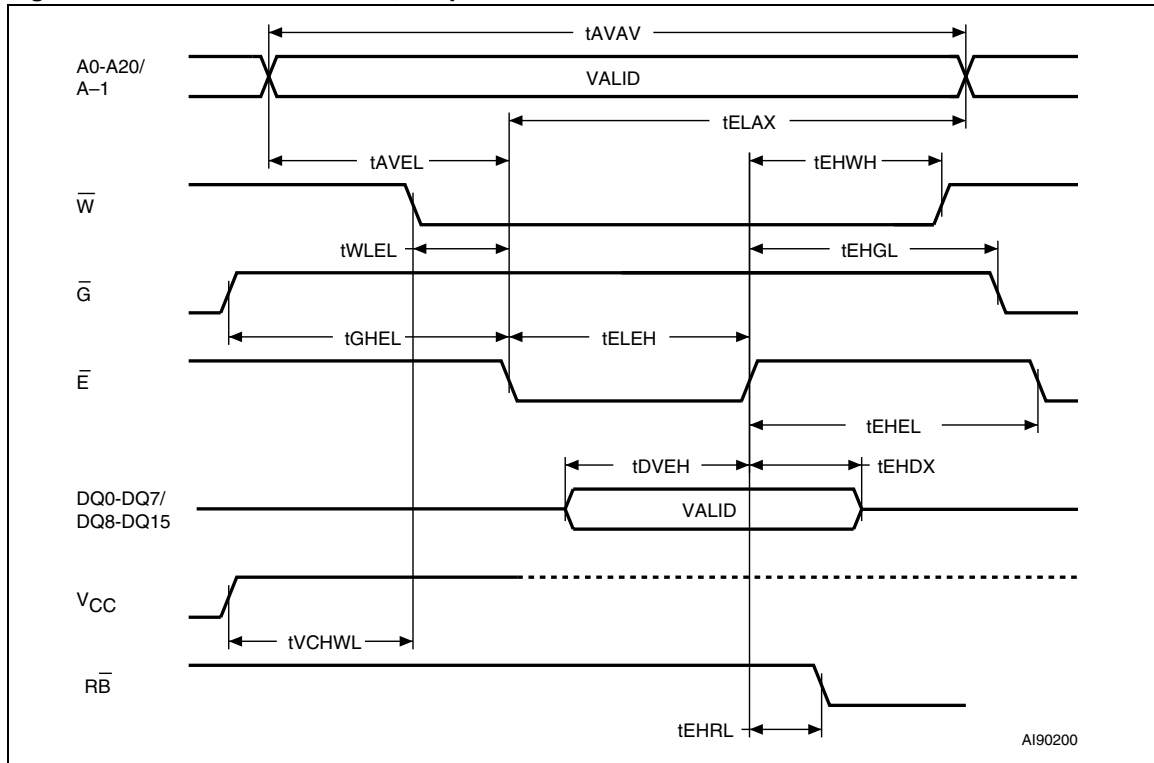 tAVAV
A0-A20/
A–1
VALID
tELAX
tAVEL
tEHWH
W̅
tWLEL
tEHGL
G̅
tGHEL
tELEH
E̅
tEHEL
tDVEH
tEHDX
DQ0-DQ7/
DQ8-DQ15
VALID
VCC
tVCHWL
RB̅
tEHRL
AI90200